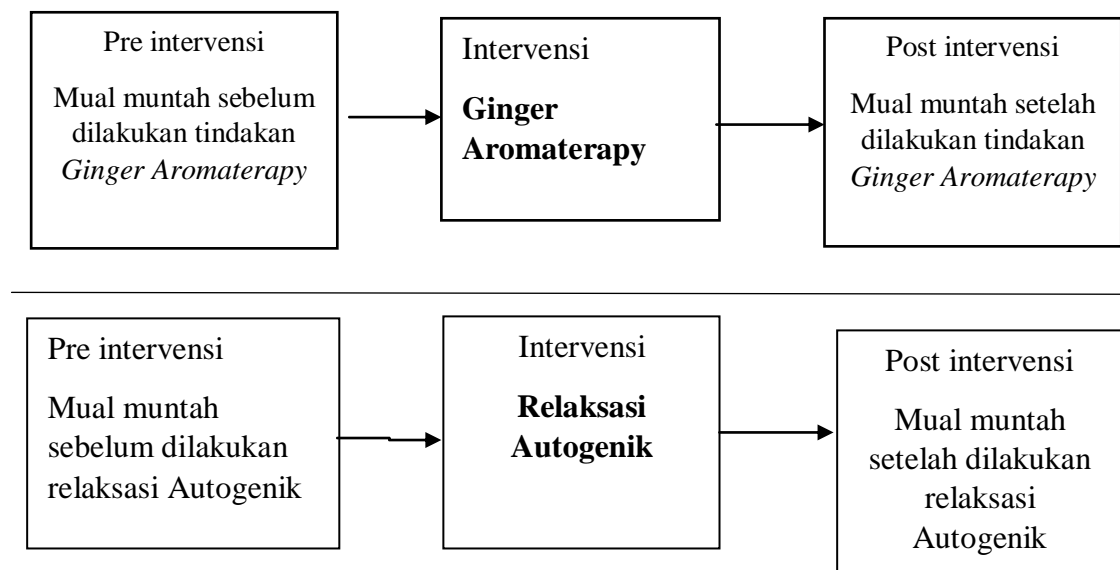 Pre intervensi
Mual muntah sebelum
dilakukan tindakan
Ginger Aromaterapy
Intervensi
Ginger
Aromaterapy
Post intervensi
Mual muntah setelah
dilakukan tindakan
Ginger Aromaterapy
Pre intervensi
Mual muntah
sebelum dilakukan
relaksasi Autogenik
Intervensi
Relaksasi
Autogenik
Post intervensi
Mual muntah
setelah dilakukan
relaksasi
Autogenik